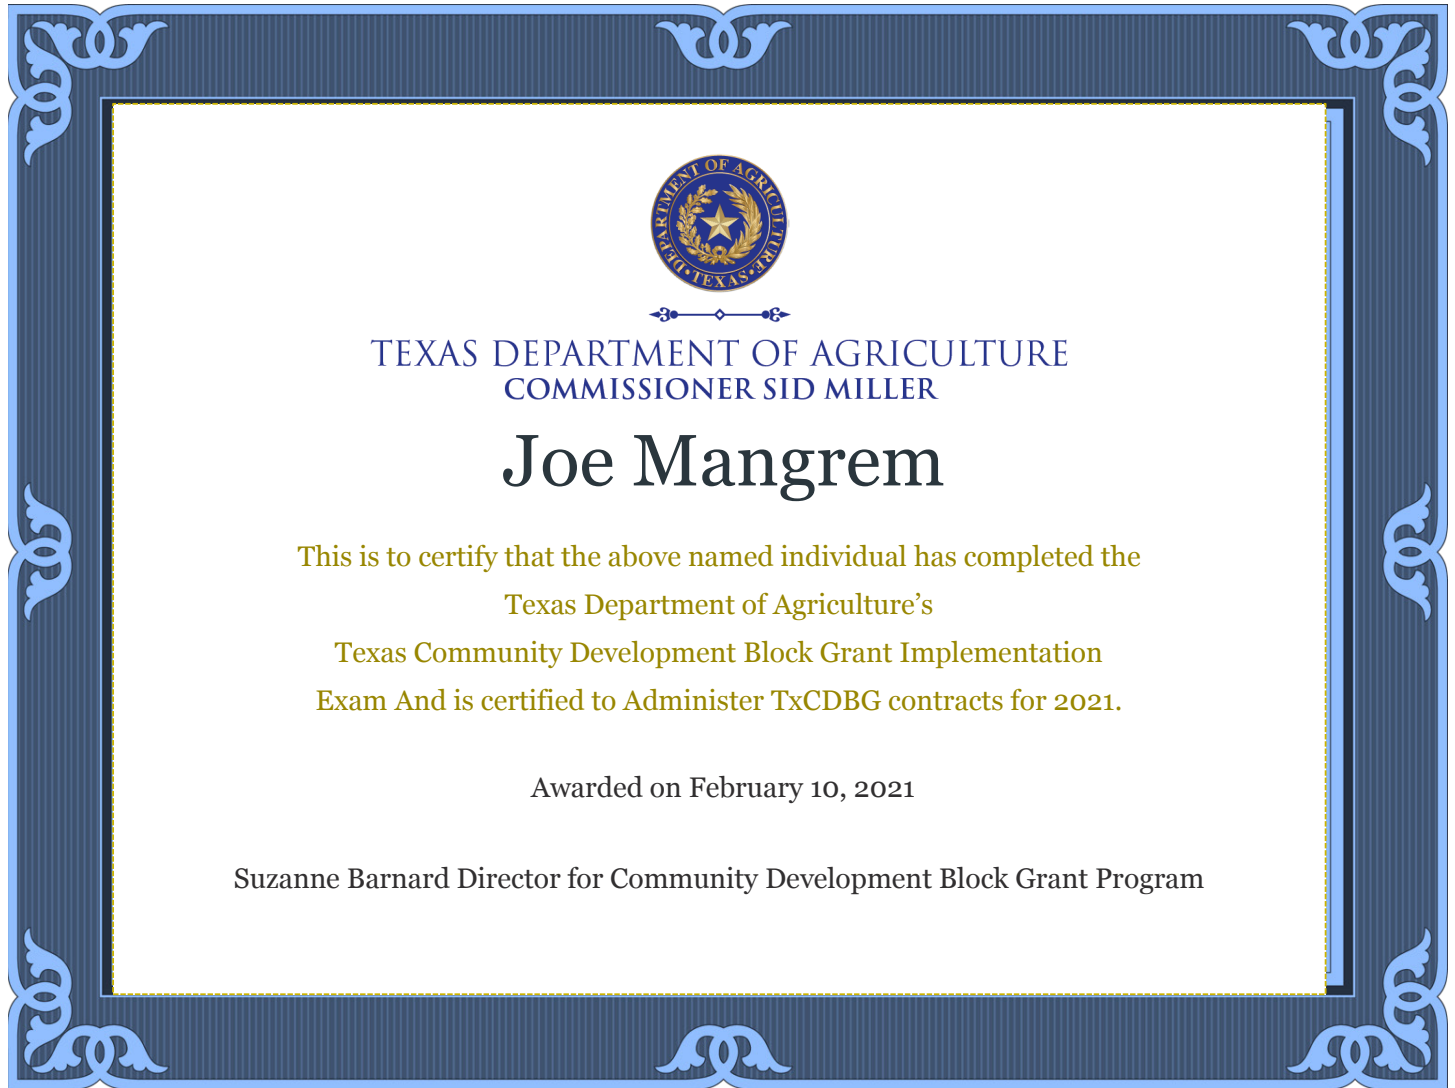 DEPARTMENT OF AGRICULTURE
TEXAS
TEXAS DEPARTMENT OF AGRICULTURE
COMMISSIONER SID MILLER
Joe Mangrem
This is to certify that the above named individual has completed the
Texas Department of Agriculture’s
Texas Community Development Block Grant Implementation
Exam And is certified to Administer TxCDBG contracts for 2021.
Awarded on February 10, 2021
Suzanne Barnard Director for Community Development Block Grant Program